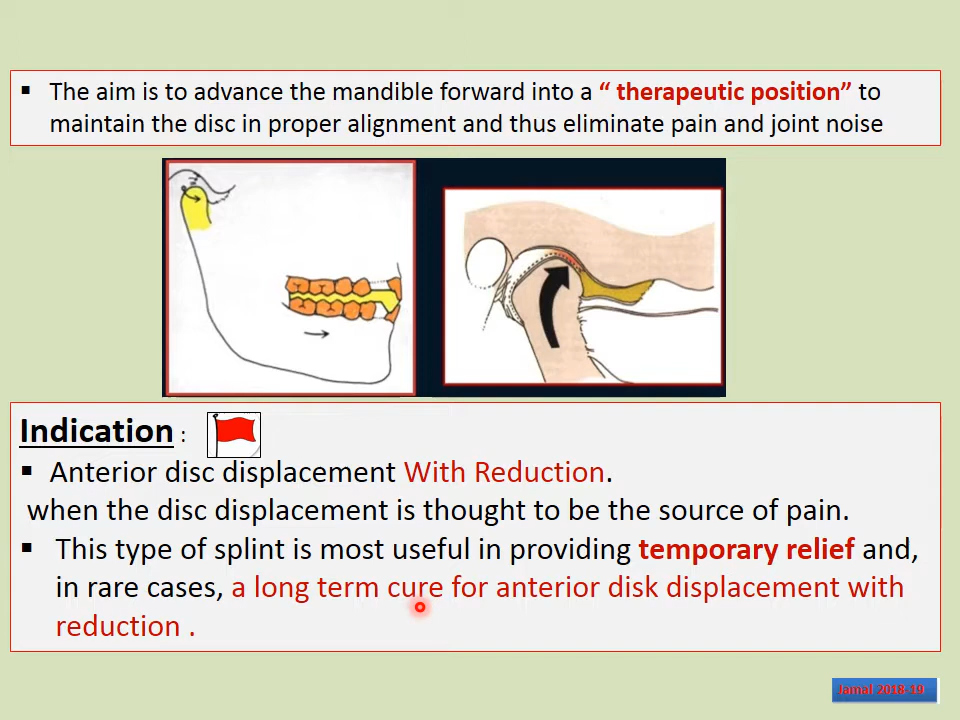 ▪ The aim is to advance the mandible forward into a “ therapeutic position” to
maintain the disc in proper alignment and thus eliminate pain and joint noise
Indication :
▪ Anterior disc displacement With Reduction.
when the disc displacement is thought to be the source of pain.
▪ This type of splint is most useful in providing temporary relief and,
in rare cases, a long term cure for anterior disk displacement with
reduction .
Jamal 2018-19